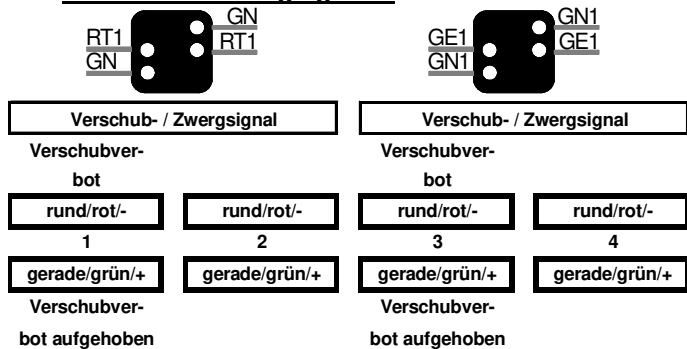 GN GN1
RT1 RT1 GE1 GE1
GN GN1
Verschub- / Zwergsignal Verschub- / Zwergsignal
Verschubver- Verschubver-
bot bot
rund/rot/- rund/rot/- rund/rot/- rund/rot/-
1 2 3 4
gerade/grün/+ gerade/grün/+ gerade/grün/+ gerade/grün/+
Verschubver- Verschubver-
bot aufgehoben bot aufgehoben